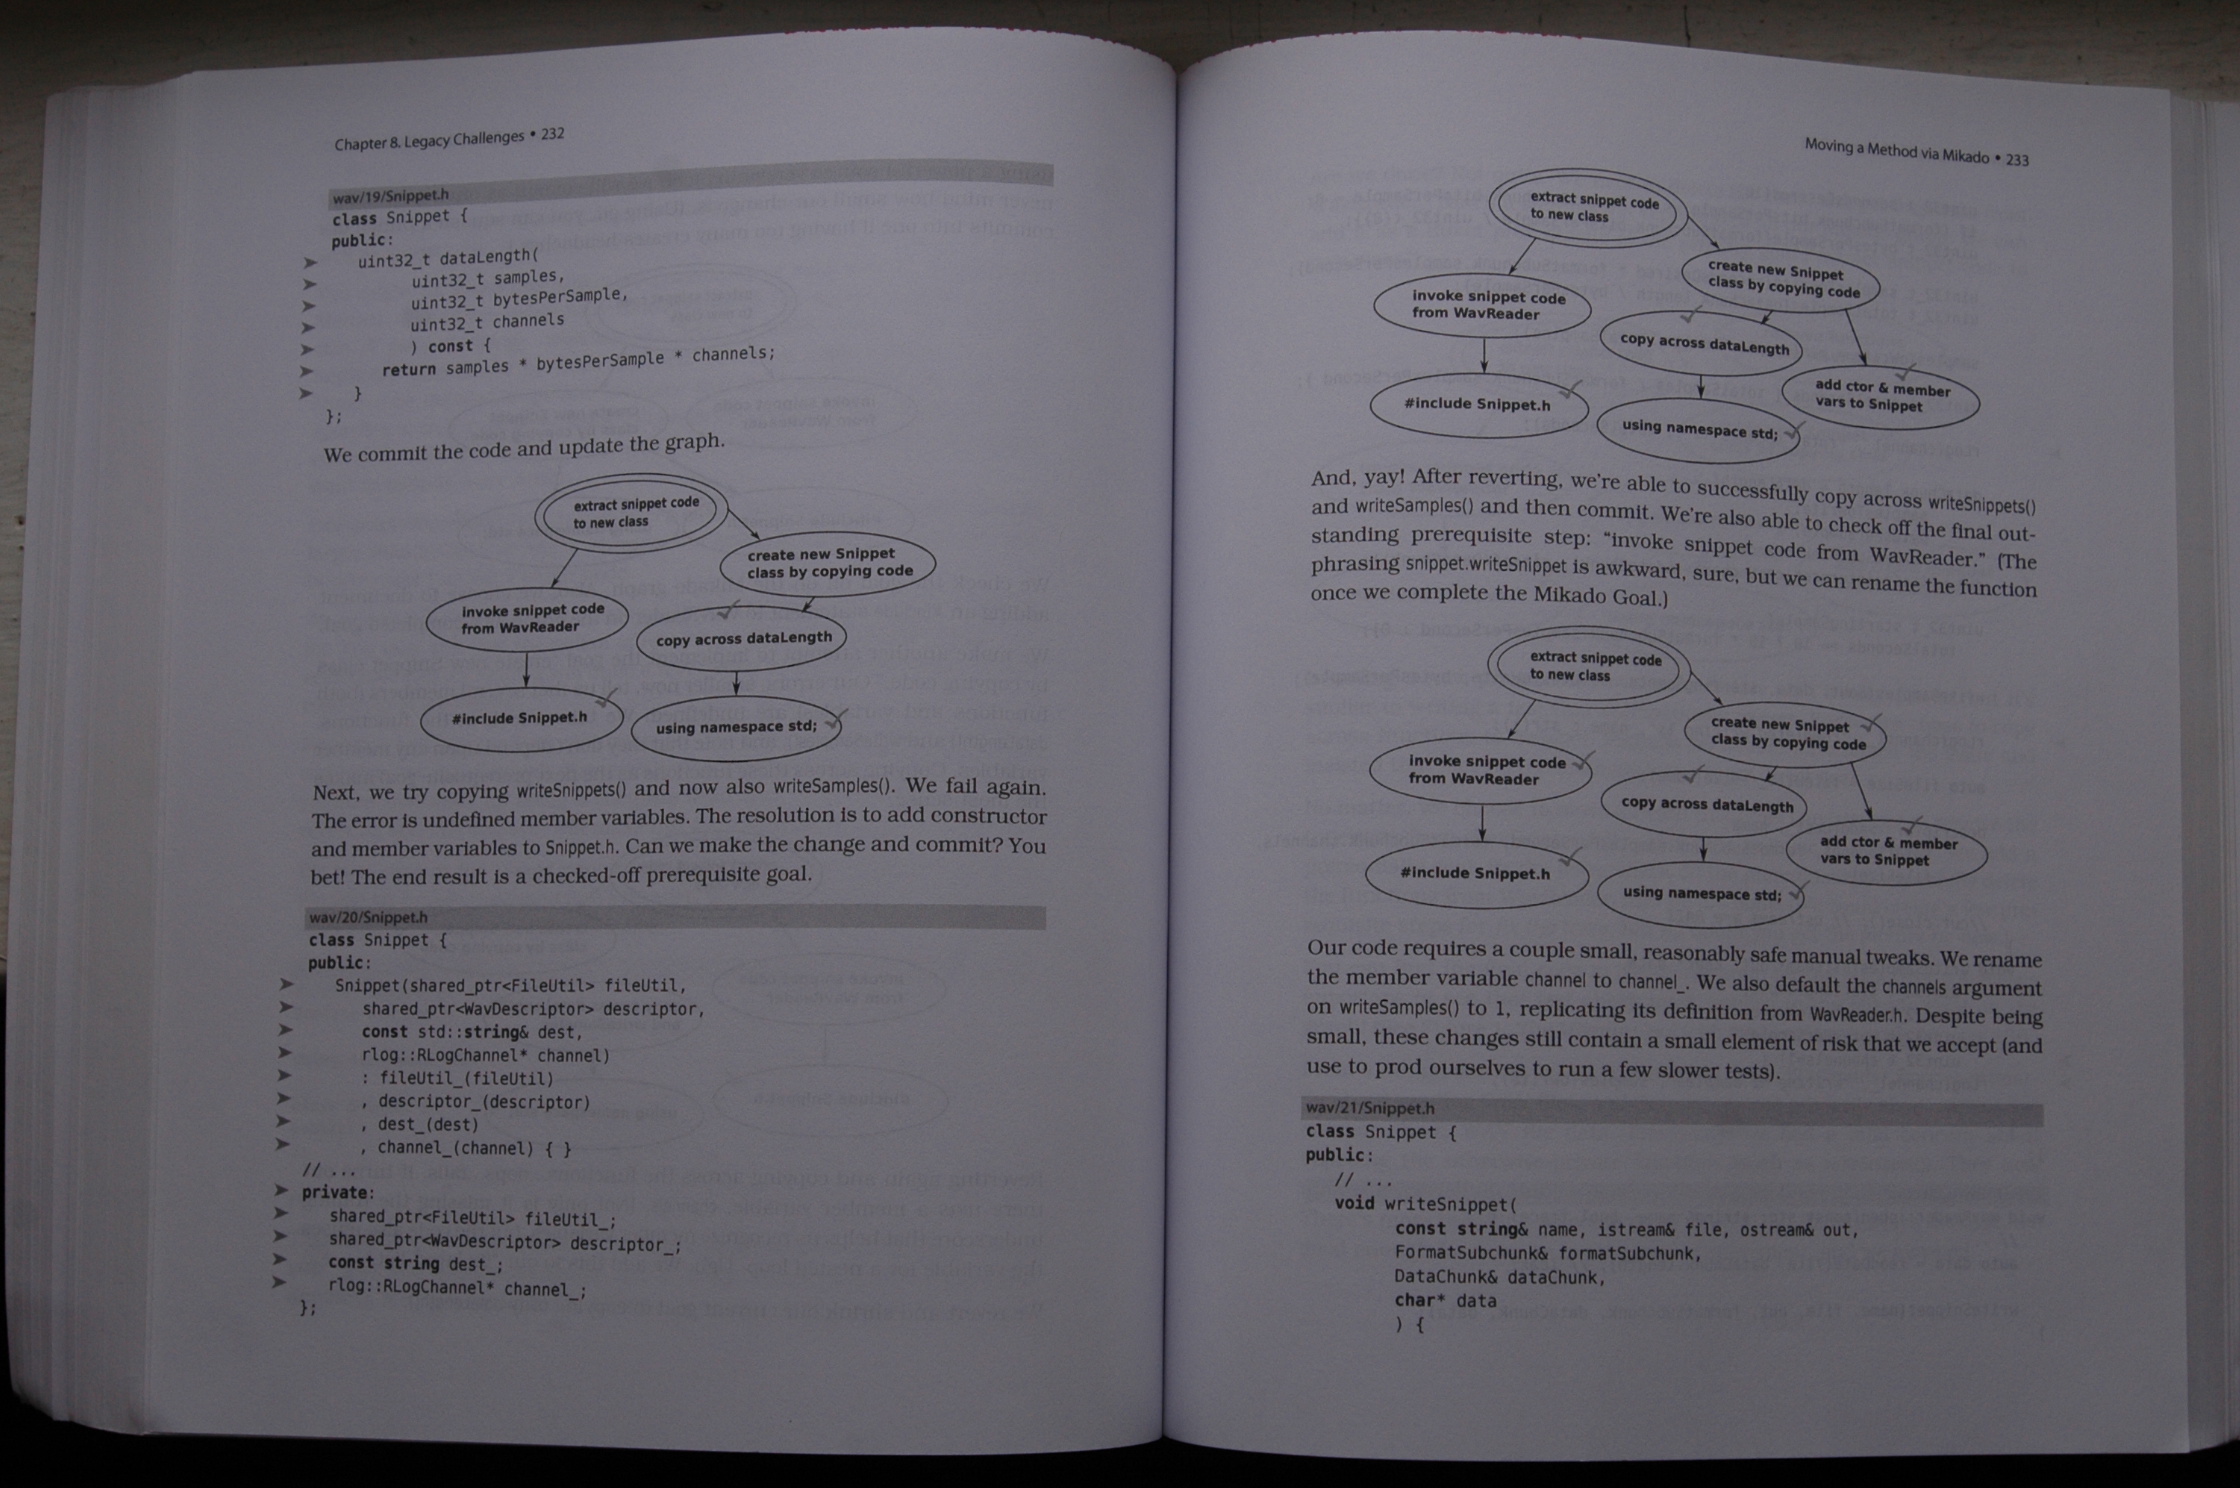 Chapter 8. Legacy Challenges • 232
wav/19/Snippet.h
class Snippet {
public:
uint32_t dataLength(
uint32_t samples,
uint32_t bytesPerSample,
uint32_t channels
) const {
return samples * bytesPerSample * channels;
}
};
We commit the code and update the graph.
extract snippet code
to new class
create new Snippet
class by copying code
invoke snippet code
from WavReader
copy across dataLength
#include Snippet.h
using namespace std;
Next, we try copying writeSnippets() and now also writeSamples(). We fail again.
The error is undefined member variables. The resolution is to add constructor
and member variables to Snippet.h. Can we make the change and commit? You
bet! The end result is a checked-off prerequisite goal.
wav/20/Snippet.h
class Snippet {
public:
Snippet(shared_ptr<FileUtil> fileUtil,
shared_ptr<WavDescriptor> descriptor,
const std::string& dest,
rlog::RLogChannel* channel)
: fileUtil_(fileUtil)
, descriptor_(descriptor)
, dest_(dest)
, channel_(channel) { }
// ...
private:
shared_ptr<FileUtil> fileUtil_;
shared_ptr<WavDescriptor> descriptor_;
const string dest_;
rlog::RLogChannel* channel_;
};
Moving a Method via Mikado • 233
extract snippet code
to new class
create new Snippet
class by copying code
invoke snippet code
from WavReader
copy across dataLength
add ctor & member
vars to Snippet
#include Snippet.h
using namespace std;
And, yay! After reverting, we're able to successfully copy across writeSnippets()
and writeSamples() and then commit. We're also able to check off the final out-
standing prerequisite step: “invoke snippet code from WavReader.” (The
phrasing snippet.writeSnippet is awkward, sure, but we can rename the function
once we complete the Mikado Goal.)
extract snippet code
to new class
create new Snippet
class by copying code
invoke snippet code
from WavReader
copy across dataLength
add ctor & member
vars to Snippet
#include Snippet.h
using namespace std;
Our code requires a couple small, reasonably safe manual tweaks. We rename
the member variable channel to channel_. We also default the channels argument
on writeSamples() to 1, replicating its definition from WavReader.h. Despite being
small, these changes still contain a small element of risk that we accept (and
use to prod ourselves to run a few slower tests).
wav/21/Snippet.h
class Snippet {
public:
// ...
void writeSnippet(
const string& name, istream& file, ostream& out,
FormatSubchunk& formatSubchunk,
DataChunk& dataChunk,
char* data
) {